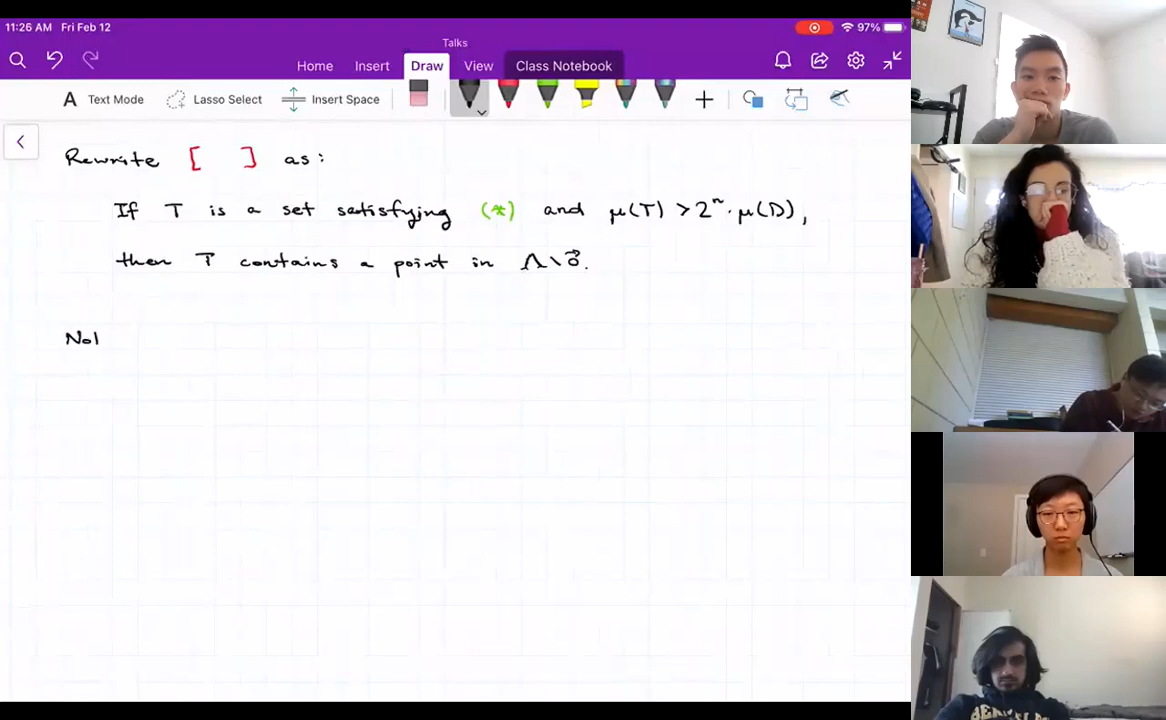 11:26 AM Fri Feb 12
97%
Talks
Home Insert Draw View Class Notebook
Text Mode Lasso Select Insert Space
Rewrite [ ] as:
If T is a set satisfying (*) and μ(T) > 2ⁿ · μ(D),
then T contains a point in Λ \ 0⃗.
Not